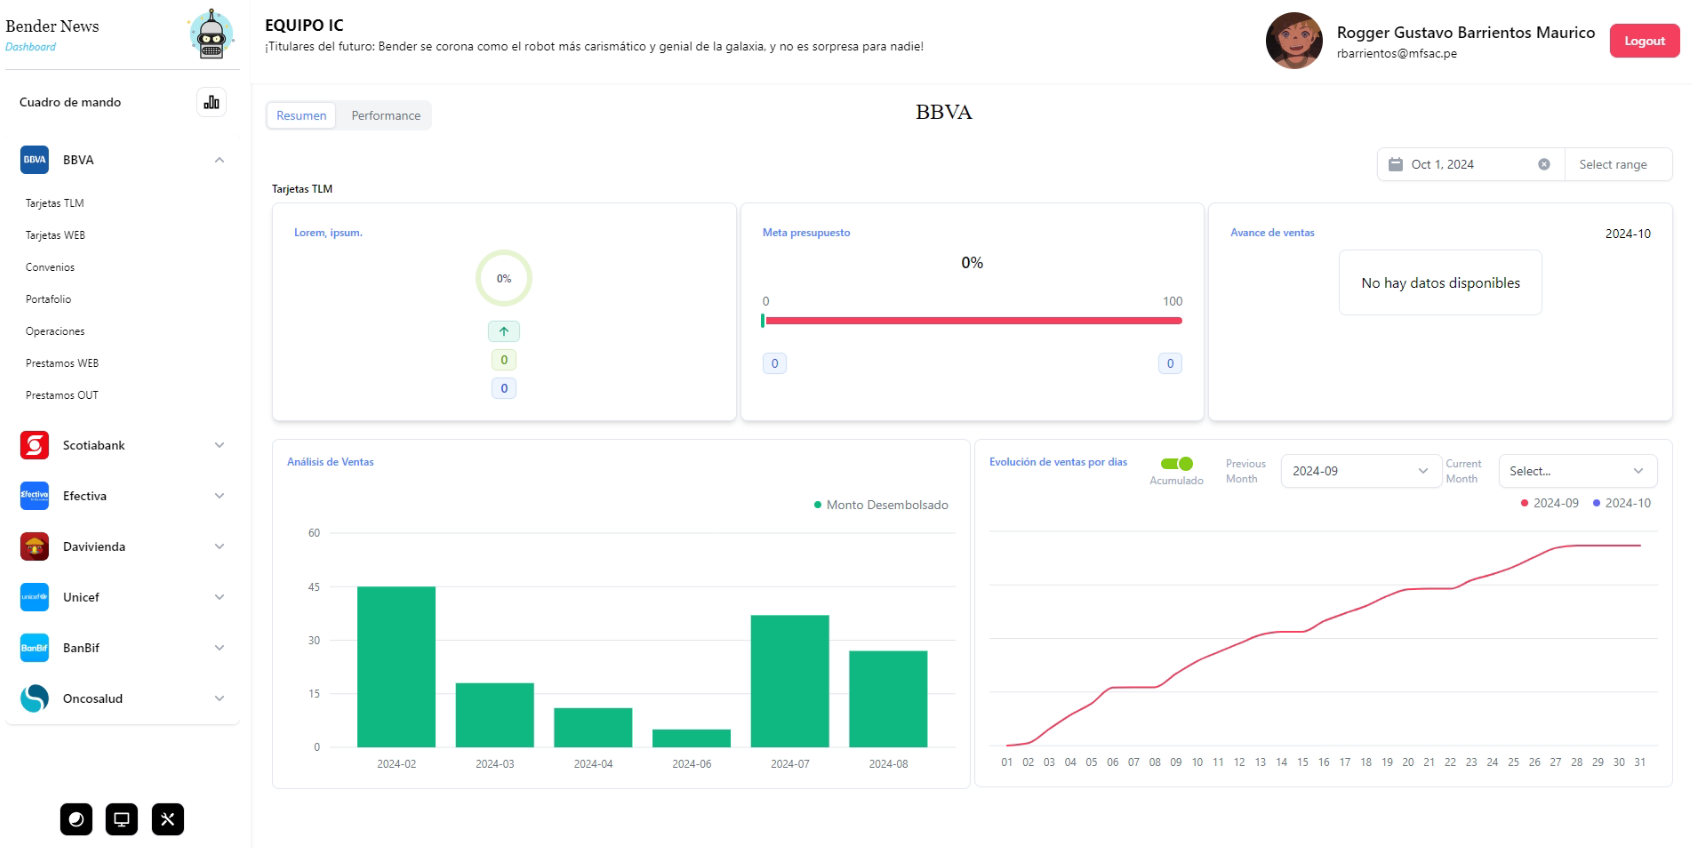 Bender News
Dashboard
EQUIPO IC
¡Titulares del futuro: Bender se corona como el robot más carismático y genial de la galaxia, y no es sorpresa para nadie!
Rogger Gustavo Barrientos Maurico
rbarrientos@mfsac.pe
Logout
Cuadro de mando
BBVA
BBVA
Tarjetas TLM
Tarjetas WEB
Convenios
Portafolio
Operaciones
Prestamos WEB
Prestamos OUT
Scotiabank
Efectiva
Efectiva
Davivienda
unicef
Unicef
BanBif
BanBif
Oncosalud
Resumen
Performance
BBVA
Oct 1, 2024
Select range
Tarjetas TLM
Lorem, ipsum.
0%
0
0
Meta presupuesto
0%
0
100
0
0
Avance de ventas
2024-10
No hay datos disponibles
Análisis de Ventas
Monto Desembolsado
60
45
30
15
0
2024-02
2024-03
2024-04
2024-06
2024-07
2024-08
Evolución de ventas por dias
Acumulado
Previous
Month
2024-09
Current
Month
Select...
2024-09
2024-10
01 02 03 04 05 06 07 08 09 10 11 12 13 14 15 16 17 18 19 20 21 22 23 24 25 26 27 28 29 30 31